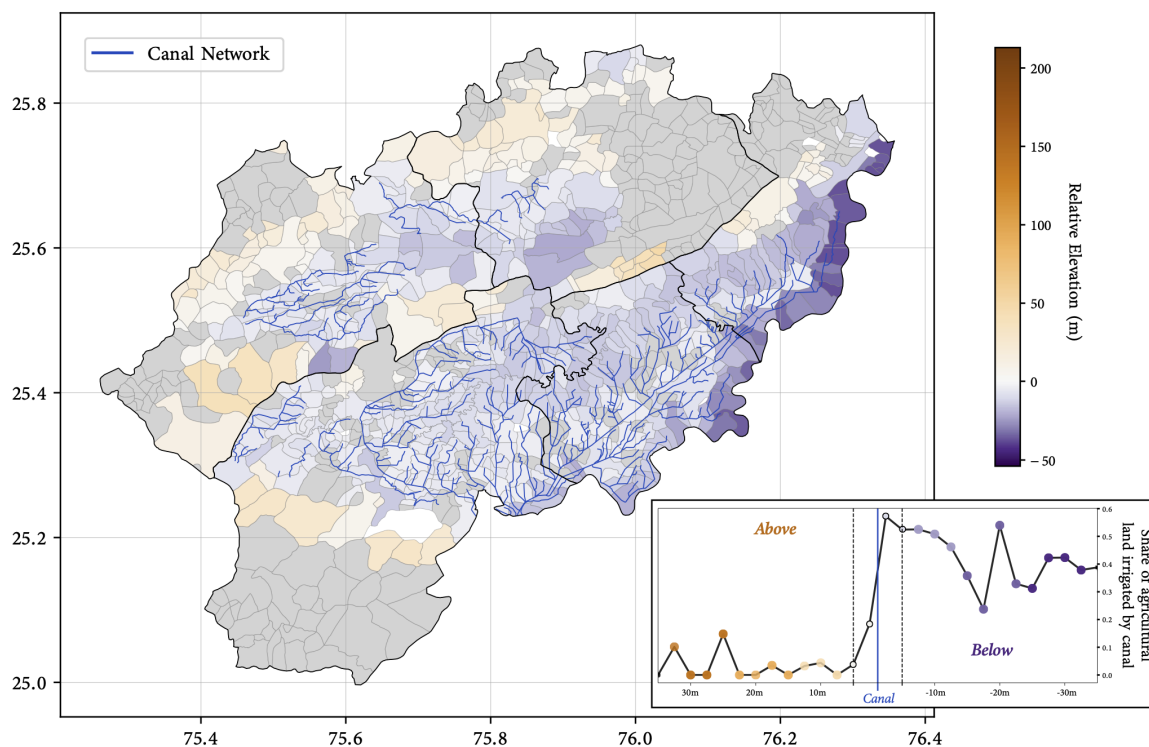 Canal Network
25.8
25.6
25.4
25.2
25.0
75.4
75.6
75.8
76.0
76.2
76.4
200
150
100
50
0
−50
Relative Elevation (m)
Above
Below
Canal
30m
20m
10m
-10m
-20m
-30m
0.6
0.5
0.4
0.3
0.2
0.1
0.0
Share of agricultural
land irrigated by canal